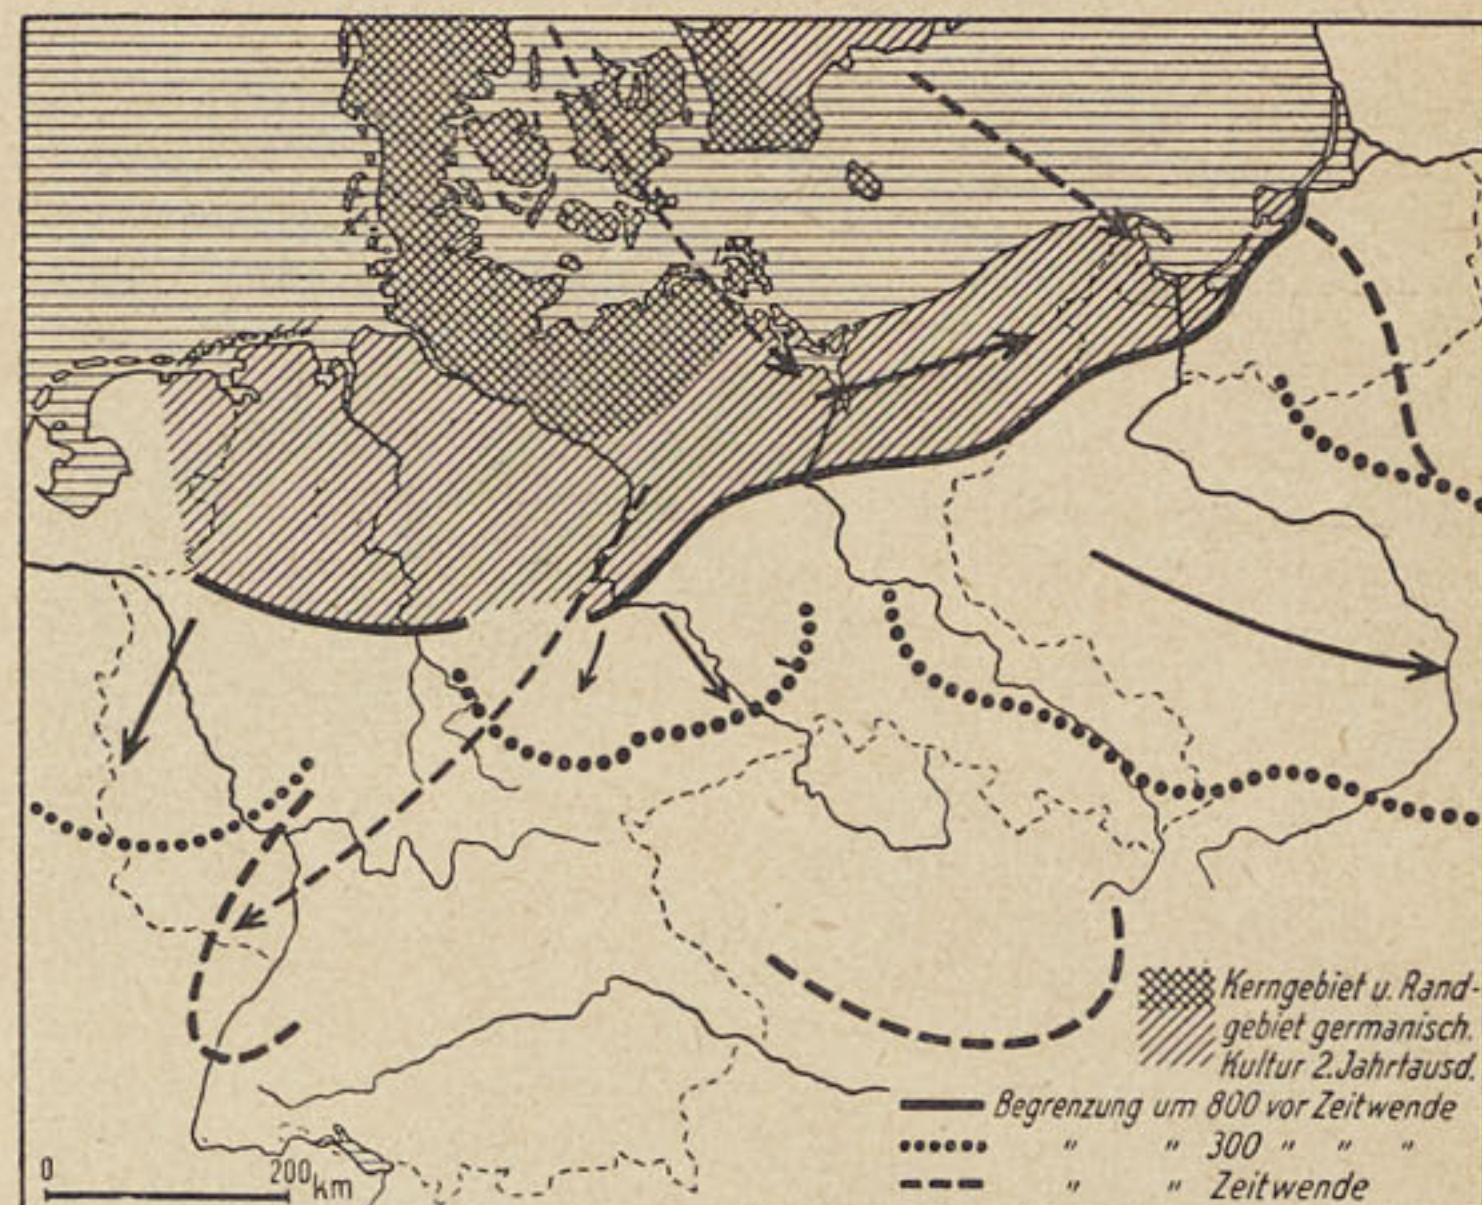 Kerngebiet u. Rand-
gebiet germanisch.
Kultur 2. Jahrtausd.
Begrenzung um 800 vor Zeitwende
" " 300 " " "
" " Zeitwende
0 200 km